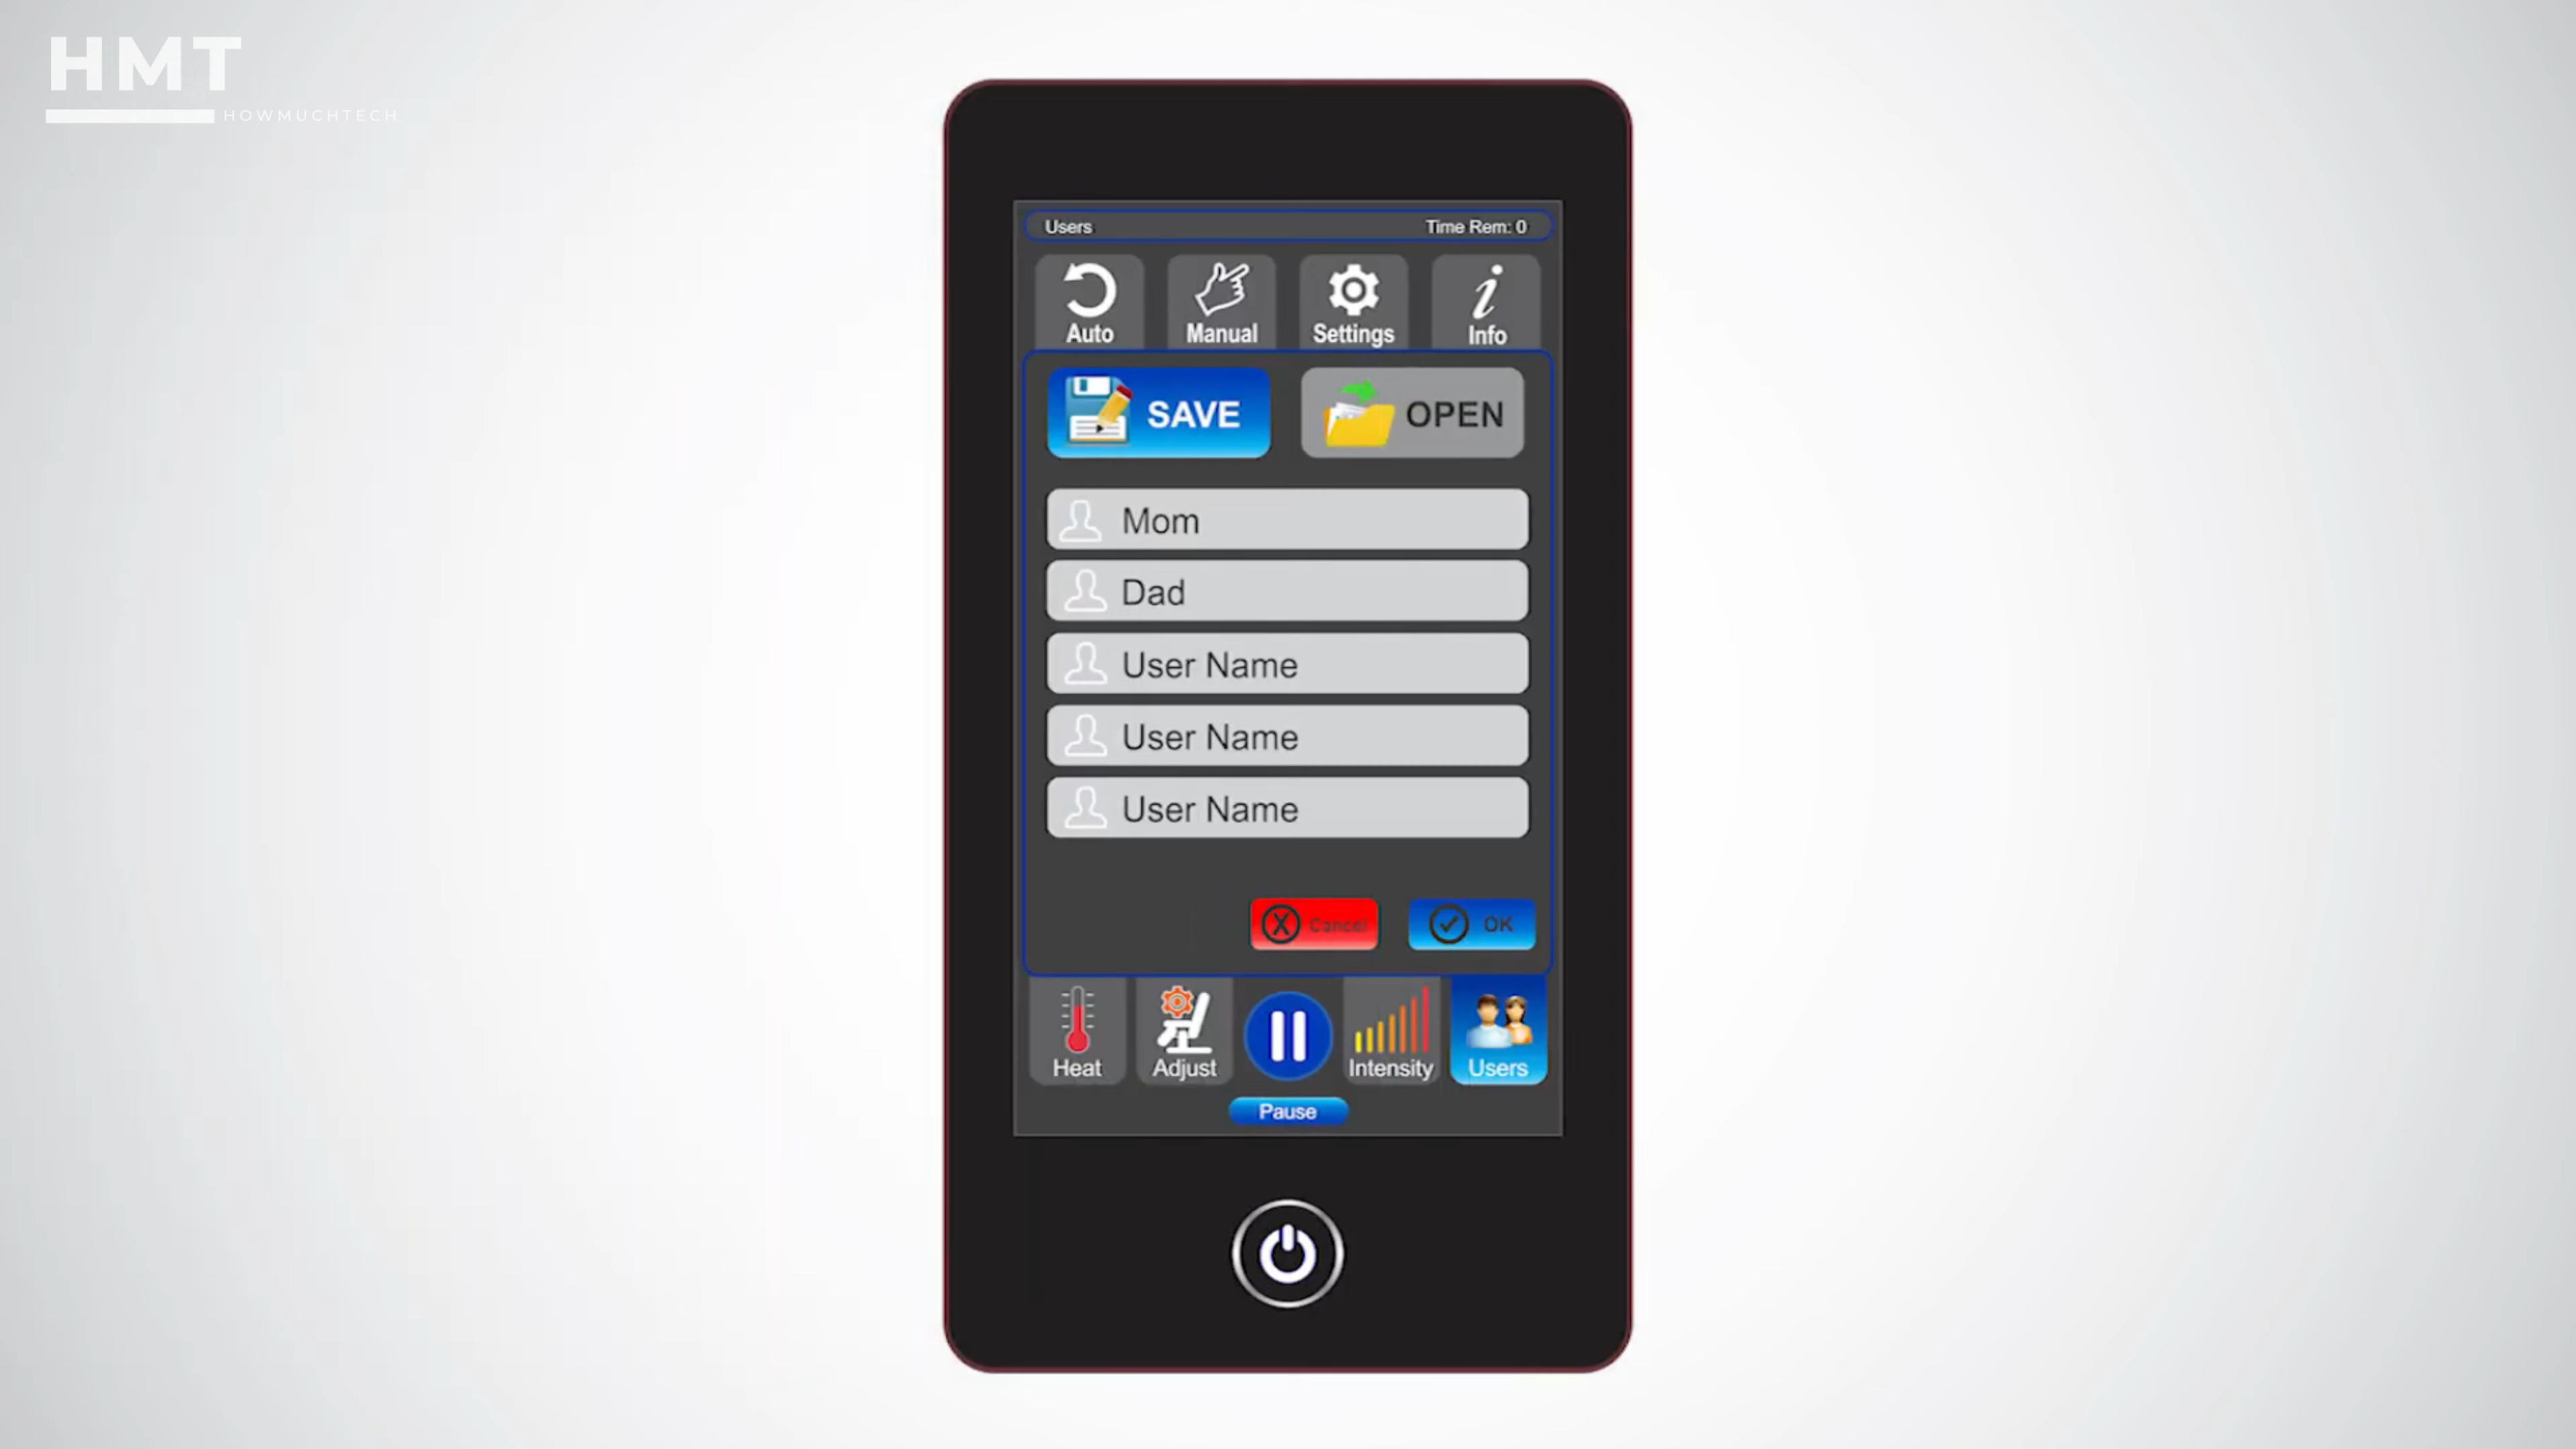 HMT
HOWMUCHTECH
Users
Time Rem: 0
Auto
Manual
Settings
Info
SAVE
OPEN
Mom
Dad
User Name
User Name
User Name
Cancel
OK
Heat
Adjust
Intensity
Users
Pause